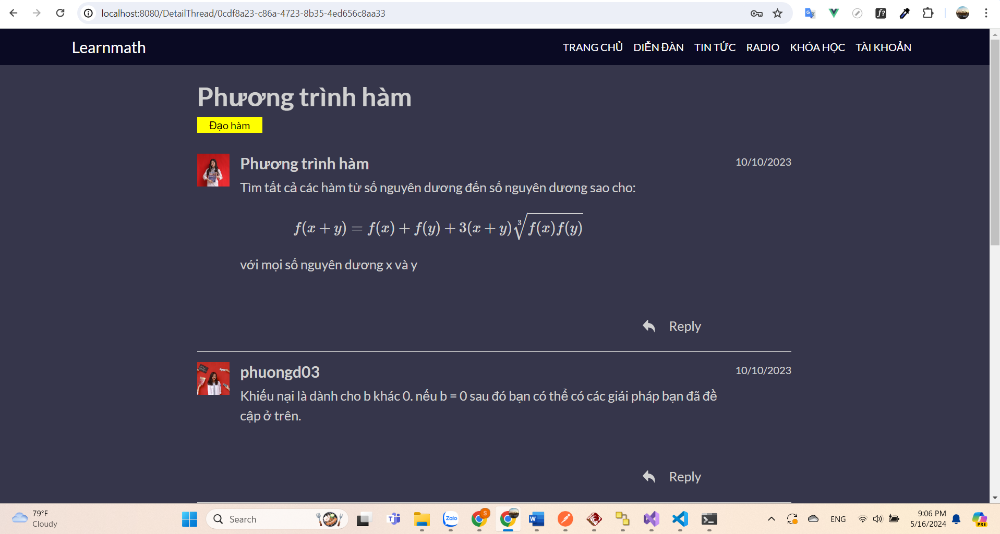 localhost:8080/DetailThread/0cdf8a23-c86a-4723-8b35-4ed656c8aa33
Learnmath
TRANG CHỦ DIỄN ĐÀN TIN TỨC RADIO KHÓA HỌC TÀI KHOẢN
Phương trình hàm
Đạo hàm
Phương trình hàm 10/10/2023
Tìm tất cả các hàm từ số nguyên dương đến số nguyên dương sao cho:
f(x + y) = f(x) + f(y) + 3(x + y)∛f(x)f(y)
với mọi số nguyên dương x và y
Reply
phuongd03 10/10/2023
Khiếu nại là dành cho b khác 0. nếu b = 0 sau đó bạn có thể có các giải pháp bạn đã đề
cập ở trên.
Reply
79°F
Cloudy
Search
Zalo
S
ENG
9:06 PM
5/16/2024
PRE